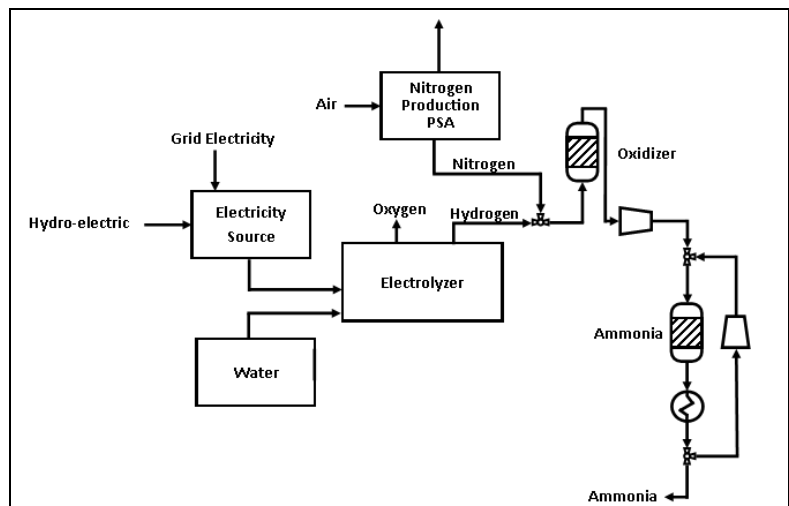 Nitrogen
Production
PSA
Air
Grid Electricity
Nitrogen
Oxidizer
Hydro-electric
Electricity
Source
Oxygen
Hydrogen
Electrolyzer
Water
Ammonia
Ammonia